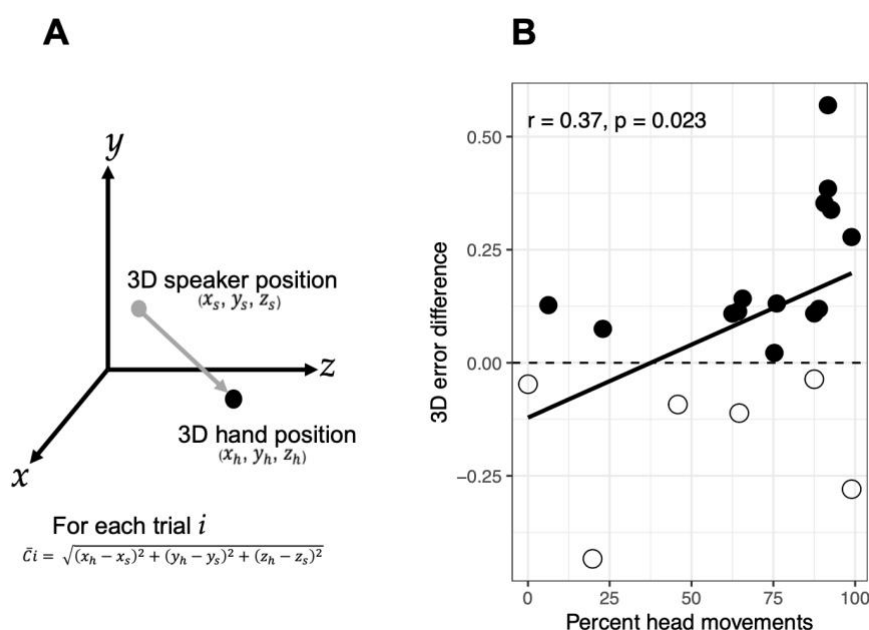 A
y
3D speaker position
(xₛ, yₛ, zₛ)
z
3D hand position
(xₕ, yₕ, zₕ)
x
For each trial i
C̄i = √(xₕ − xₛ)² + (yₕ − yₛ)² + (zₕ − zₛ)²
B
r = 0.37, p = 0.023
3D error difference
0.50
0.25
0.00
−0.25
0
25
50
75
100
Percent head movements